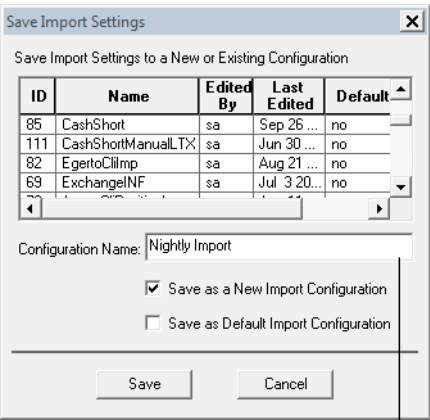 Save Import Settings
Save Import Settings to a New or Existing Configuration
ID Name Edited By Last Edited Default
85 CashShort sa Sep 26 ... no
111 CashShortManualLTX sa Jun 30 ... no
82 EgertoCliImp sa Aug 21 ... no
69 ExchangeINF sa Jul 3 20... no
Configuration Name: Nightly Import
Save as a New Import Configuration
Save as Default Import Configuration
Save Cancel